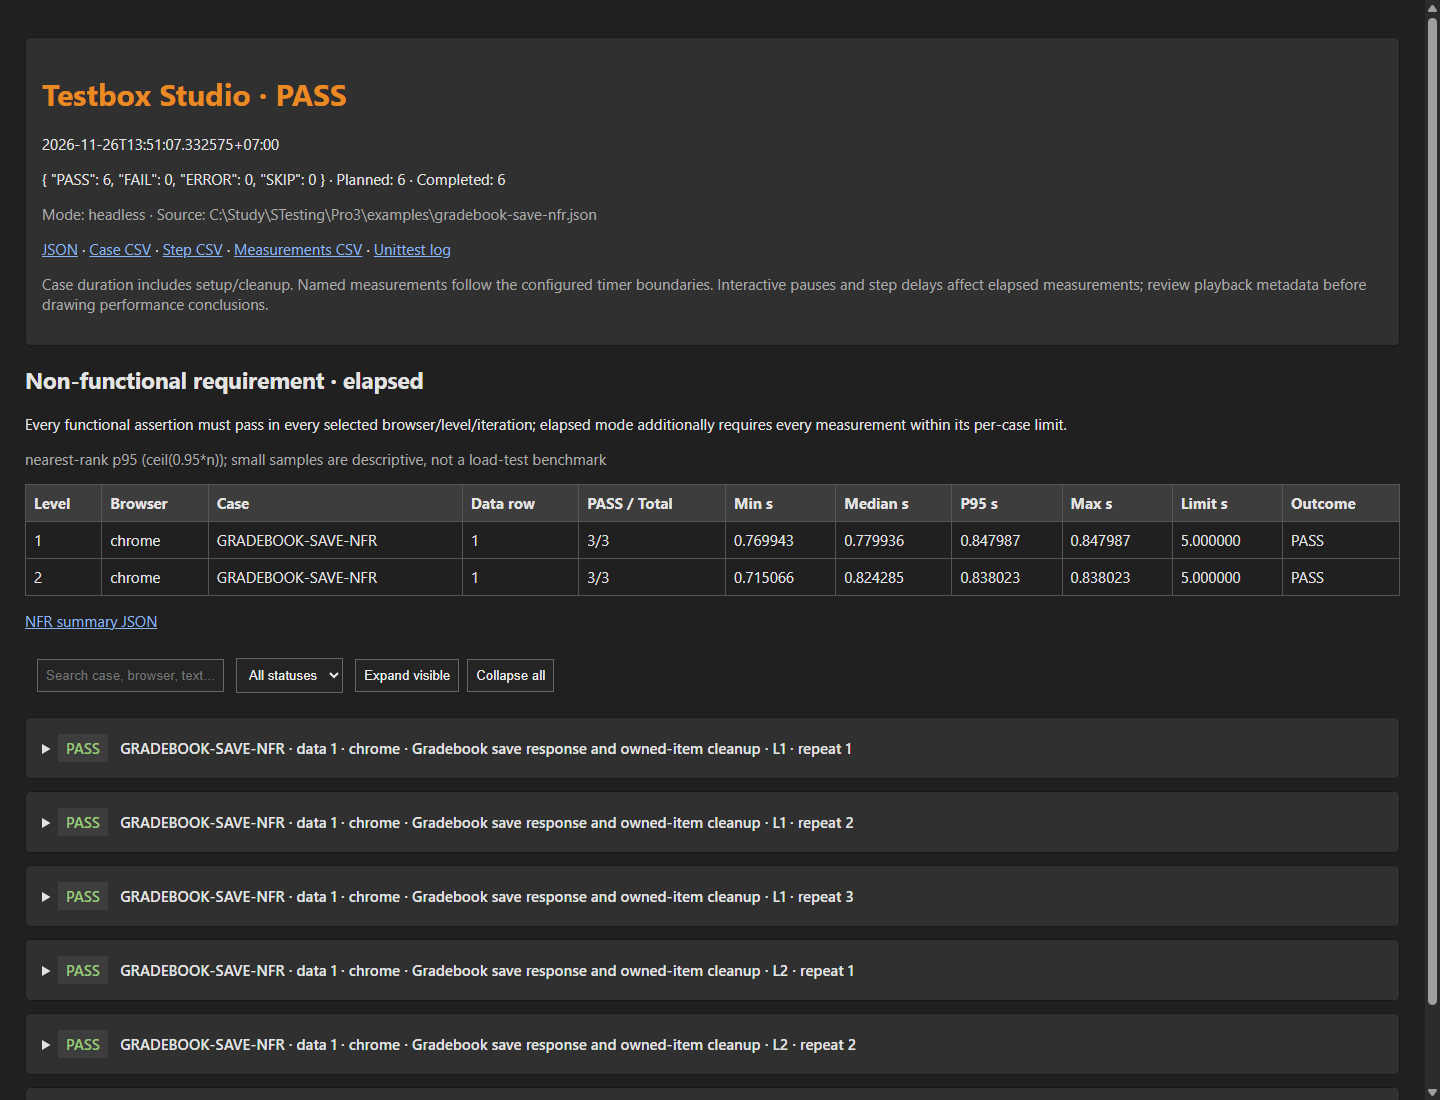 Testbox Studio · PASS
2026-11-26T13:51:07.332575+07:00
{ "PASS": 6, "FAIL": 0, "ERROR": 0, "SKIP": 0 } · Planned: 6 · Completed: 6
Mode: headless · Source: C:\Study\STesting\Pro3\examples\gradebook-save-nfr.json
JSON · Case CSV · Step CSV · Measurements CSV · Unittest log
Case duration includes setup/cleanup. Named measurements follow the configured timer boundaries. Interactive pauses and step delays affect elapsed measurements; review playback metadata before
drawing performance conclusions.
Non-functional requirement · elapsed
Every functional assertion must pass in every selected browser/level/iteration; elapsed mode additionally requires every measurement within its per-case limit.
nearest-rank p95 (ceil(0.95*n)); small samples are descriptive, not a load-test benchmark
Level Browser Case Data row PASS / Total Min s Median s P95 s Max s Limit s Outcome
1 chrome GRADEBOOK-SAVE-NFR 1 3/3 0.769943 0.779936 0.847987 0.847987 5.000000 PASS
2 chrome GRADEBOOK-SAVE-NFR 1 3/3 0.715066 0.824285 0.838023 0.838023 5.000000 PASS
NFR summary JSON
Search case, browser, text... All statuses Expand visible Collapse all
PASS GRADEBOOK-SAVE-NFR · data 1 · chrome · Gradebook save response and owned-item cleanup · L1 · repeat 1
PASS GRADEBOOK-SAVE-NFR · data 1 · chrome · Gradebook save response and owned-item cleanup · L1 · repeat 2
PASS GRADEBOOK-SAVE-NFR · data 1 · chrome · Gradebook save response and owned-item cleanup · L1 · repeat 3
PASS GRADEBOOK-SAVE-NFR · data 1 · chrome · Gradebook save response and owned-item cleanup · L2 · repeat 1
PASS GRADEBOOK-SAVE-NFR · data 1 · chrome · Gradebook save response and owned-item cleanup · L2 · repeat 2